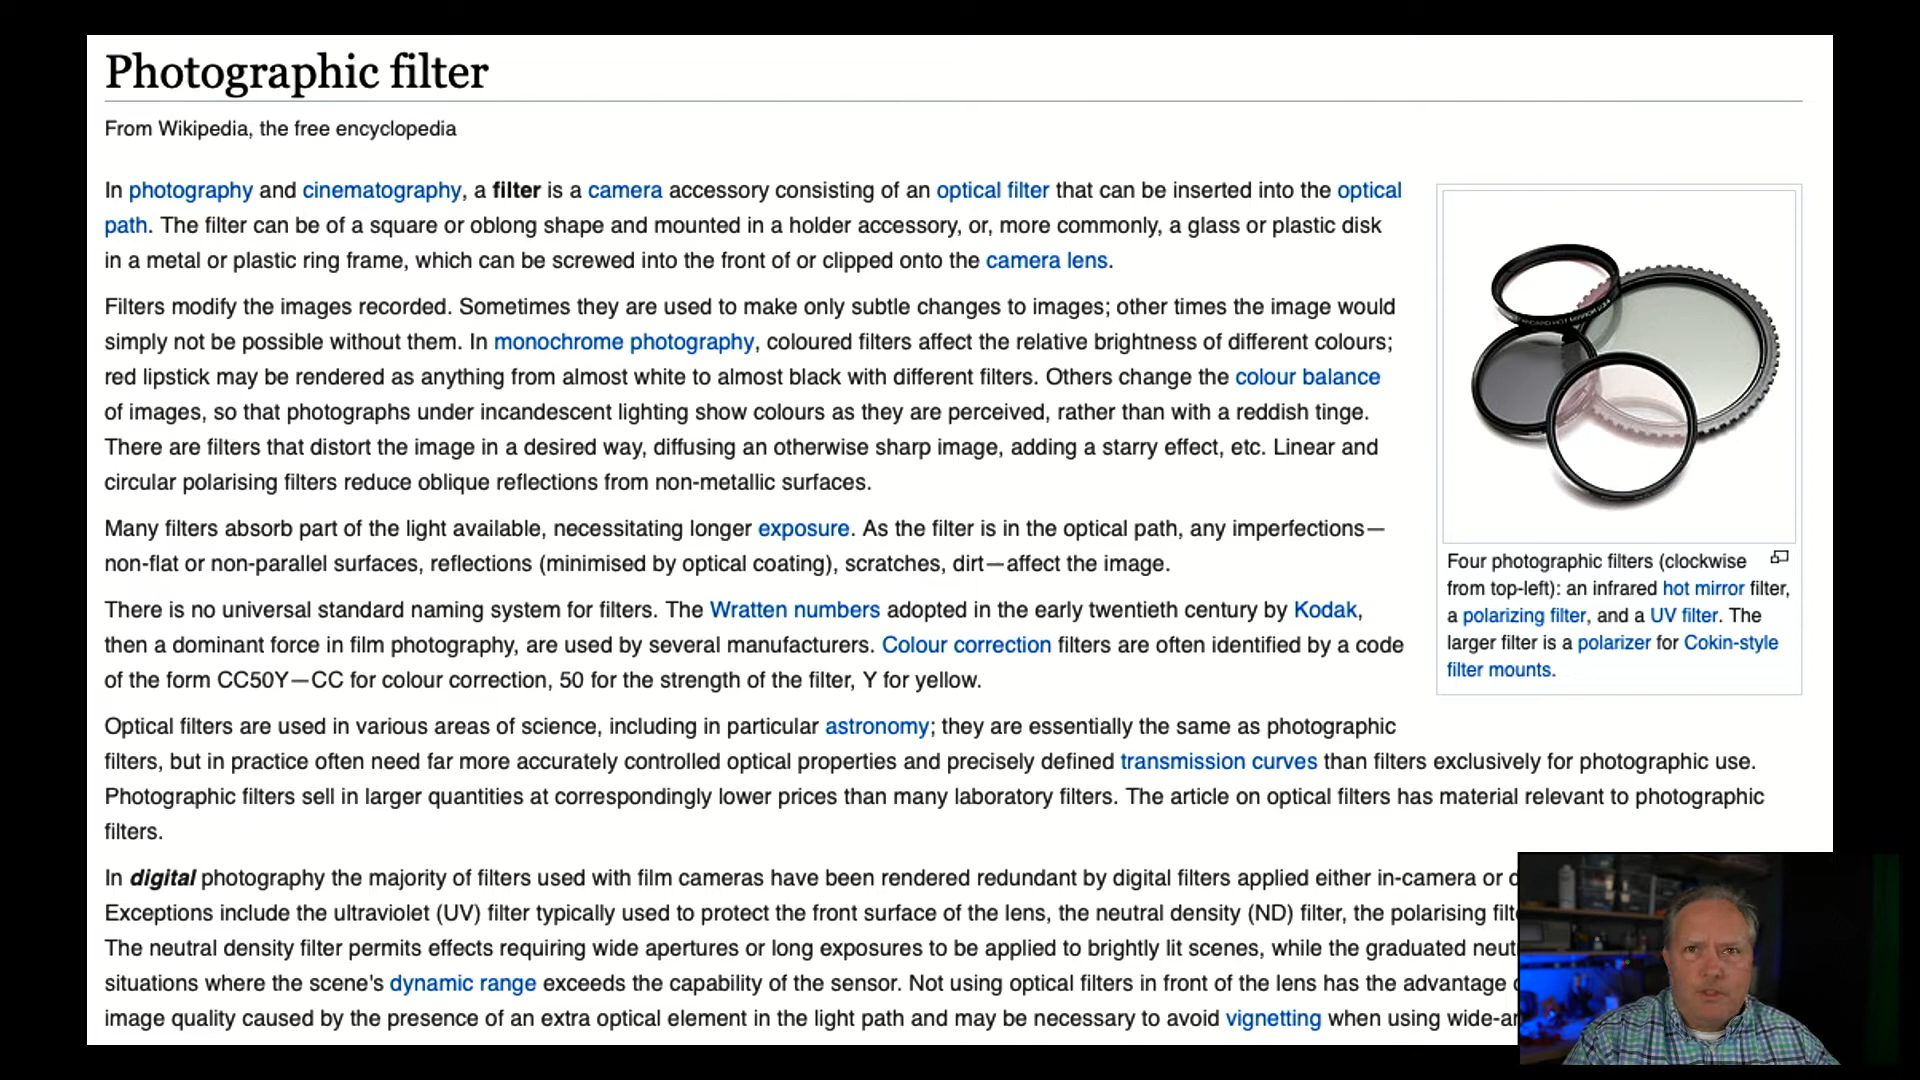 Photographic filter
From Wikipedia, the free encyclopedia
In photography and cinematography, a filter is a camera accessory consisting of an optical filter that can be inserted into the optical
path. The filter can be of a square or oblong shape and mounted in a holder accessory, or, more commonly, a glass or plastic disk
in a metal or plastic ring frame, which can be screwed into the front of or clipped onto the camera lens.
Filters modify the images recorded. Sometimes they are used to make only subtle changes to images; other times the image would
simply not be possible without them. In monochrome photography, coloured filters affect the relative brightness of different colours;
red lipstick may be rendered as anything from almost white to almost black with different filters. Others change the colour balance
of images, so that photographs under incandescent lighting show colours as they are perceived, rather than with a reddish tinge.
There are filters that distort the image in a desired way, diffusing an otherwise sharp image, adding a starry effect, etc. Linear and
circular polarising filters reduce oblique reflections from non-metallic surfaces.
Many filters absorb part of the light available, necessitating longer exposure. As the filter is in the optical path, any imperfections—
non-flat or non-parallel surfaces, reflections (minimised by optical coating), scratches, dirt—affect the image.
There is no universal standard naming system for filters. The Wratten numbers adopted in the early twentieth century by Kodak,
then a dominant force in film photography, are used by several manufacturers. Colour correction filters are often identified by a code
of the form CC50Y—CC for colour correction, 50 for the strength of the filter, Y for yellow.
Optical filters are used in various areas of science, including in particular astronomy; they are essentially the same as photographic
filters, but in practice often need far more accurately controlled optical properties and precisely defined transmission curves than filters exclusively for photographic use.
Photographic filters sell in larger quantities at correspondingly lower prices than many laboratory filters. The article on optical filters has material relevant to photographic
filters.
In digital photography the majority of filters used with film cameras have been rendered redundant by digital filters applied either in-camera or
Exceptions include the ultraviolet (UV) filter typically used to protect the front surface of the lens, the neutral density (ND) filter, the polarising
The neutral density filter permits effects requiring wide apertures or long exposures to be applied to brightly lit scenes, while the graduated
situations where the scene's dynamic range exceeds the capability of the sensor. Not using optical filters in front of the lens has the advantage
image quality caused by the presence of an extra optical element in the light path and may be necessary to avoid vignetting when using
Four photographic filters (clockwise
from top-left): an infrared hot mirror filter,
a polarizing filter, and a UV filter. The
larger filter is a polarizer for Cokin-style
filter mounts.